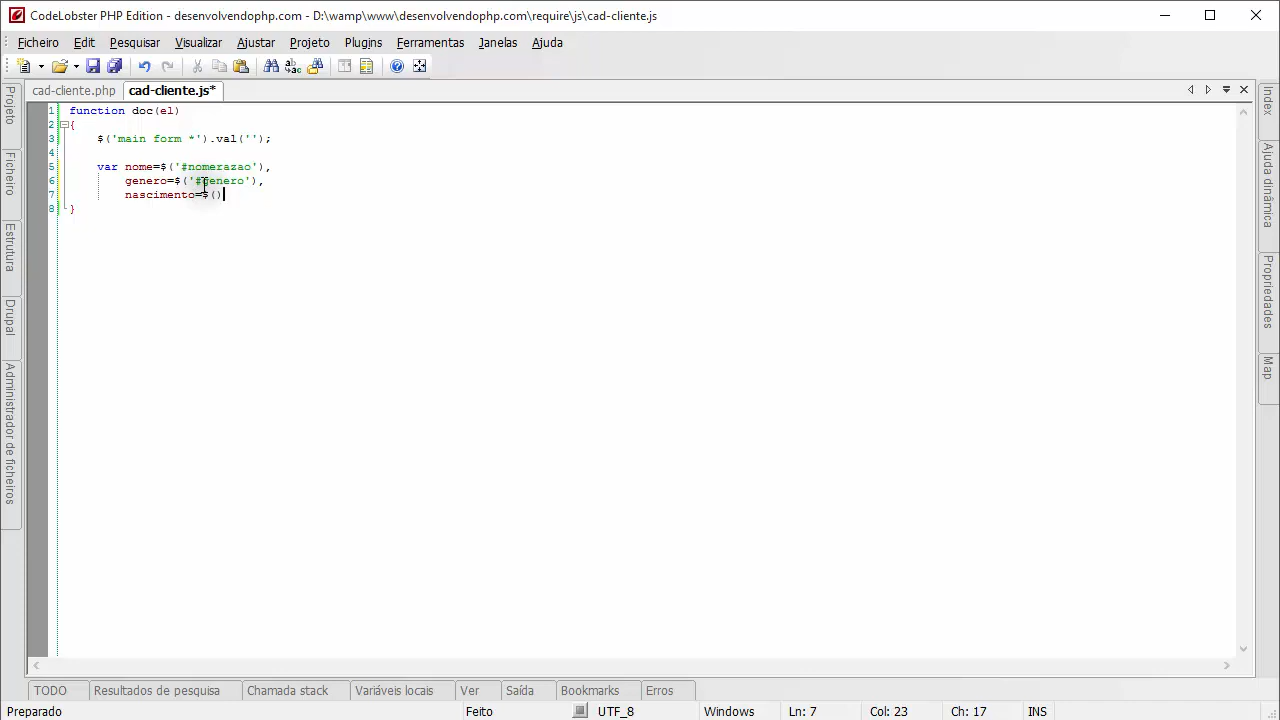 CodeLobster PHP Edition - desenvolvendophp.com - D:\wamp\www\desenvolvendophp.com\require\js\cad-cliente.js
Ficheiro Edit Pesquisar Visualizar Ajustar Projeto Plugins Ferramentas Janelas Ajuda
cad-cliente.php cad-cliente.js*
1 function doc(el)
2 {
3 $('main form *').val('');
4
5 var nome=$('#nomerazao'),
6 genero=$('#genero'),
7 nascimento=$()
8 }
Projeto
Ficheiro
Estrutura
Drupal
Administrador de ficheiros
Index
Ajuda dinâmica
Propriedades
Map
TODO Resultados de pesquisa Chamada stack Variáveis locais Ver Saída Bookmarks Erros
Preparado Feito UTF_8 Windows Ln: 7 Col: 23 Ch: 17 INS